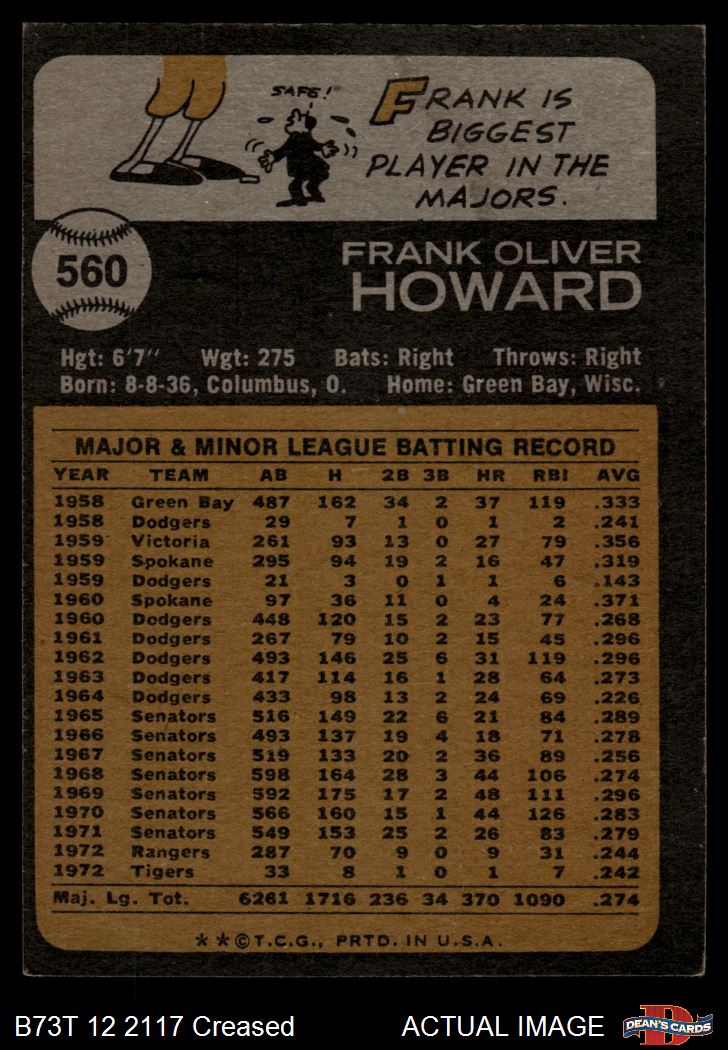 SAFE!
FRANK IS
BIGGEST
PLAYER IN THE
MAJORS.
560
FRANK OLIVER
HOWARD
Hgt: 6'7" Wgt: 275 Bats: Right Throws: Right
Born: 8-8-36, Columbus, O. Home: Green Bay, Wisc.
MAJOR & MINOR LEAGUE BATTING RECORD
YEAR TEAM AB H 2B 3B HR RBI AVG
1958 Green Bay 487 162 34 2 37 119 .333
1958 Dodgers 29 7 1 0 1 2 .241
1959 Victoria 261 93 13 0 27 79 .356
1959 Spokane 295 94 19 2 16 47 .319
1959 Dodgers 21 3 0 1 1 6 .143
1960 Spokane 97 36 11 0 4 24 .371
1960 Dodgers 448 120 15 2 23 77 .268
1961 Dodgers 267 79 10 2 15 45 .296
1962 Dodgers 493 146 25 6 31 119 .296
1963 Dodgers 417 114 16 1 28 64 .273
1964 Dodgers 433 98 13 2 24 69 .226
1965 Senators 516 149 22 6 21 84 .289
1966 Senators 493 137 19 4 18 71 .278
1967 Senators 519 133 20 2 36 89 .256
1968 Senators 598 164 28 3 44 106 .274
1969 Senators 592 175 17 2 48 111 .296
1970 Senators 566 160 15 1 44 126 .283
1971 Senators 549 153 25 2 26 83 .279
1972 Rangers 287 70 9 0 9 31 .244
1972 Tigers 33 8 1 0 1 7 .242
Maj. Lg. Tot. 6261 1716 236 34 370 1090 .274
★★©T.C.G., PRTD. IN U.S.A.
B73T 12 2117 Creased ACTUAL IMAGE
D
DEAN'S CARDS